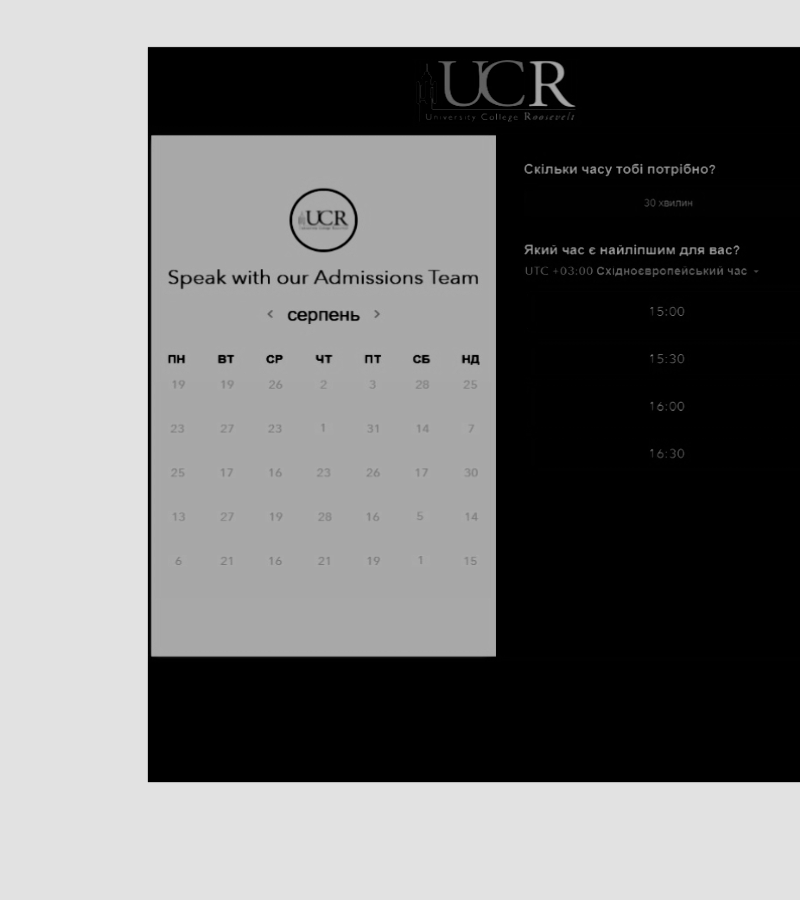 UCR
University College Roosevelt
UCR
Speak with our Admissions Team
< серпень >
ПН ВТ СР ЧТ ПТ СБ НД
19 19 26 2 3 28 25
23 27 23 1 31 14 7
25 17 16 23 26 17 30
13 27 19 28 16 5 14
6 21 16 21 19 1 15
Скільки часу тобі потрібно?
30 хвилин
Який час є найліпшим для вас?
UTC +03:00 Східноєвропейський час
15:00
15:30
16:00
16:30